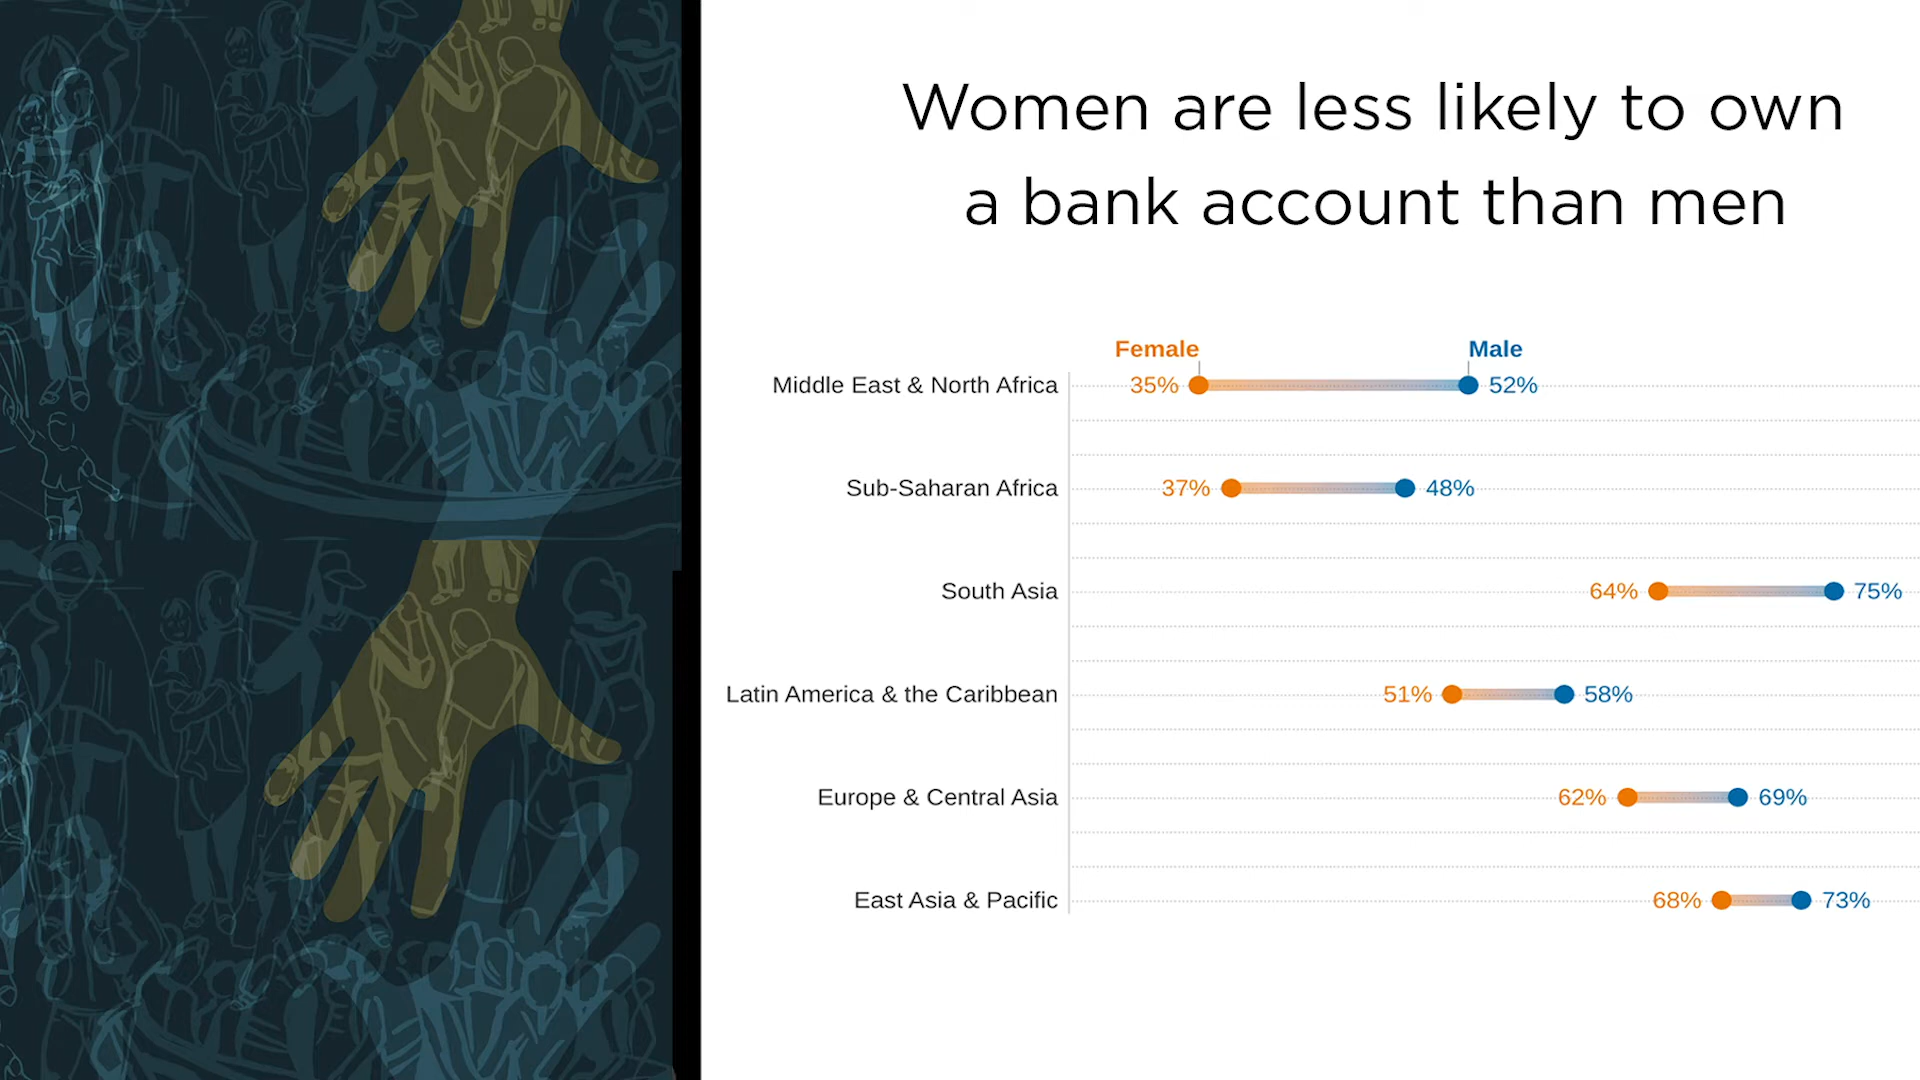 Women are less likely to own
a bank account than men
Female Male
Middle East & North Africa 35% 52%
Sub-Saharan Africa 37% 48%
South Asia 64% 75%
Latin America & the Caribbean 51% 58%
Europe & Central Asia 62% 69%
East Asia & Pacific 68% 73%